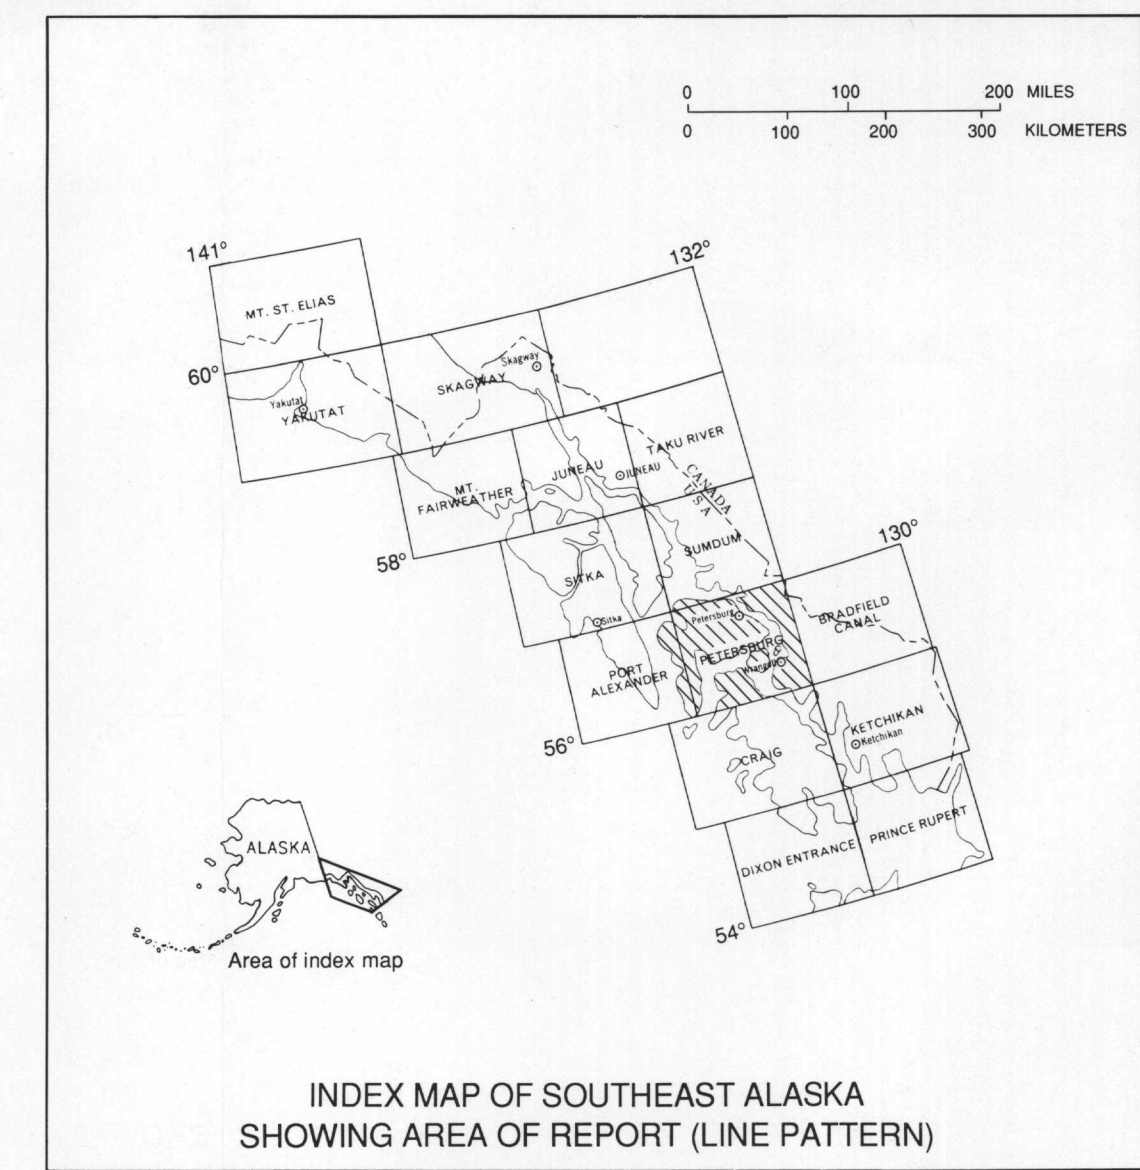 0 100 200 MILES
0 100 200 300 KILOMETERS
141°
132°
MT. ST. ELIAS
60°
Skagway
SKAGWAY
Yakutat
YAKUTAT
TAKU RIVER
JUNEAU
JUNEAU
MT.
FAIRWEATHER
CANADA
USA
58°
SUMDUM
130°
SITKA
Sitka
Petersburg
BRADFIELD
CANAL
PETERSBURG
Wrangell
PORT
ALEXANDER
KETCHIKAN
Ketchikan
56°
CRAIG
PRINCE RUPERT
DIXON ENTRANCE
54°
ALASKA
Area of index map
INDEX MAP OF SOUTHEAST ALASKA
SHOWING AREA OF REPORT (LINE PATTERN)